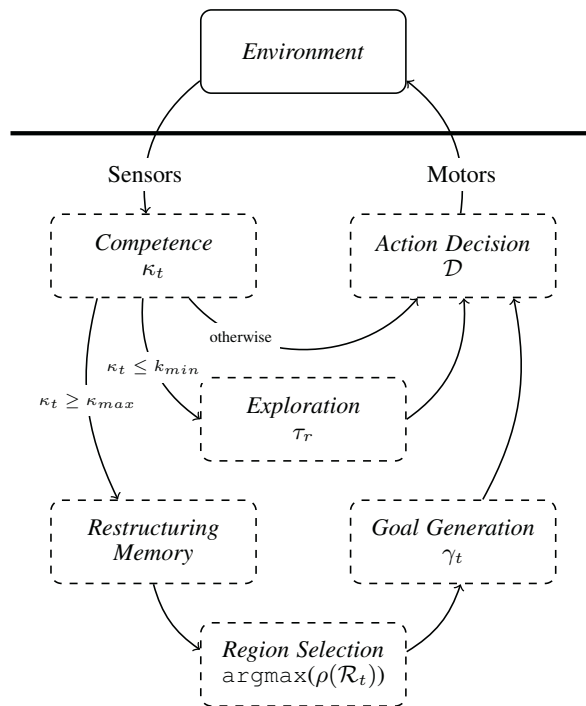 Environment
Sensors
Motors
Competence
κt
Action Decision
𝒟
otherwise
κt ≤ kmin
κt ≥ κmax
Exploration
τr
Restructuring
Memory
Goal Generation
γt
Region Selection
argmax(ρ(ℛt))